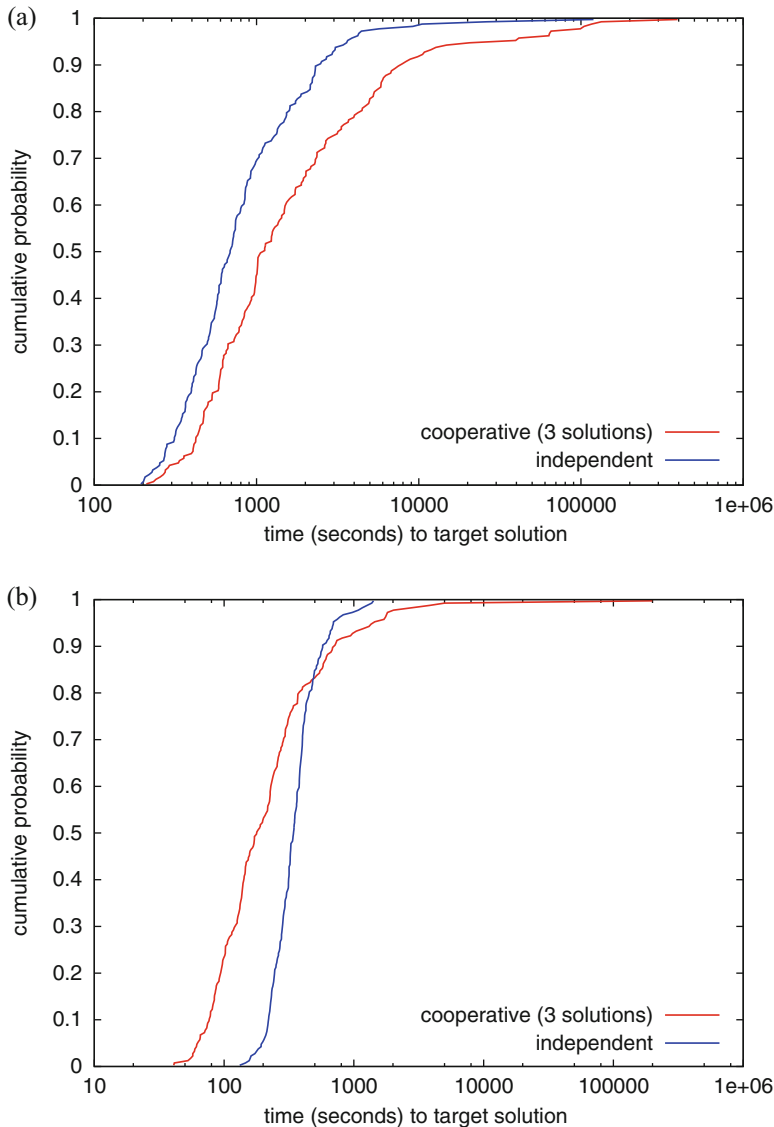 (a)
1
0.9
0.8
0.7
0.6
0.5
0.4
0.3
0.2
0.1
0
cumulative probability
cooperative (3 solutions)
independent
100 1000 10000 100000 1e+06
time (seconds) to target solution
(b)
1
0.9
0.8
0.7
0.6
0.5
0.4
0.3
0.2
0.1
0
cumulative probability
cooperative (3 solutions)
independent
10 100 1000 10000 100000 1e+06
time (seconds) to target solution